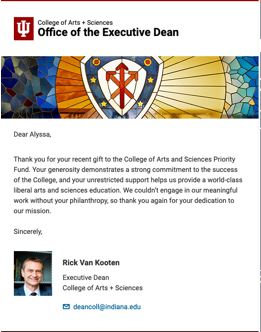 College of Arts + Sciences
Office of the Executive Dean
Dear Alyssa,
Thank you for your recent gift to the College of Arts and Sciences Priority
Fund. Your generosity demonstrates a strong commitment to the success
of the College, and your unrestricted support helps us provide a world-class
liberal arts and sciences education. We couldn't engage in our meaningful
work without your philanthropy, so thank you again for your dedication to
our mission.
Sincerely,
Rick Van Kooten
Executive Dean
College of Arts + Sciences
deancoll@indiana.edu